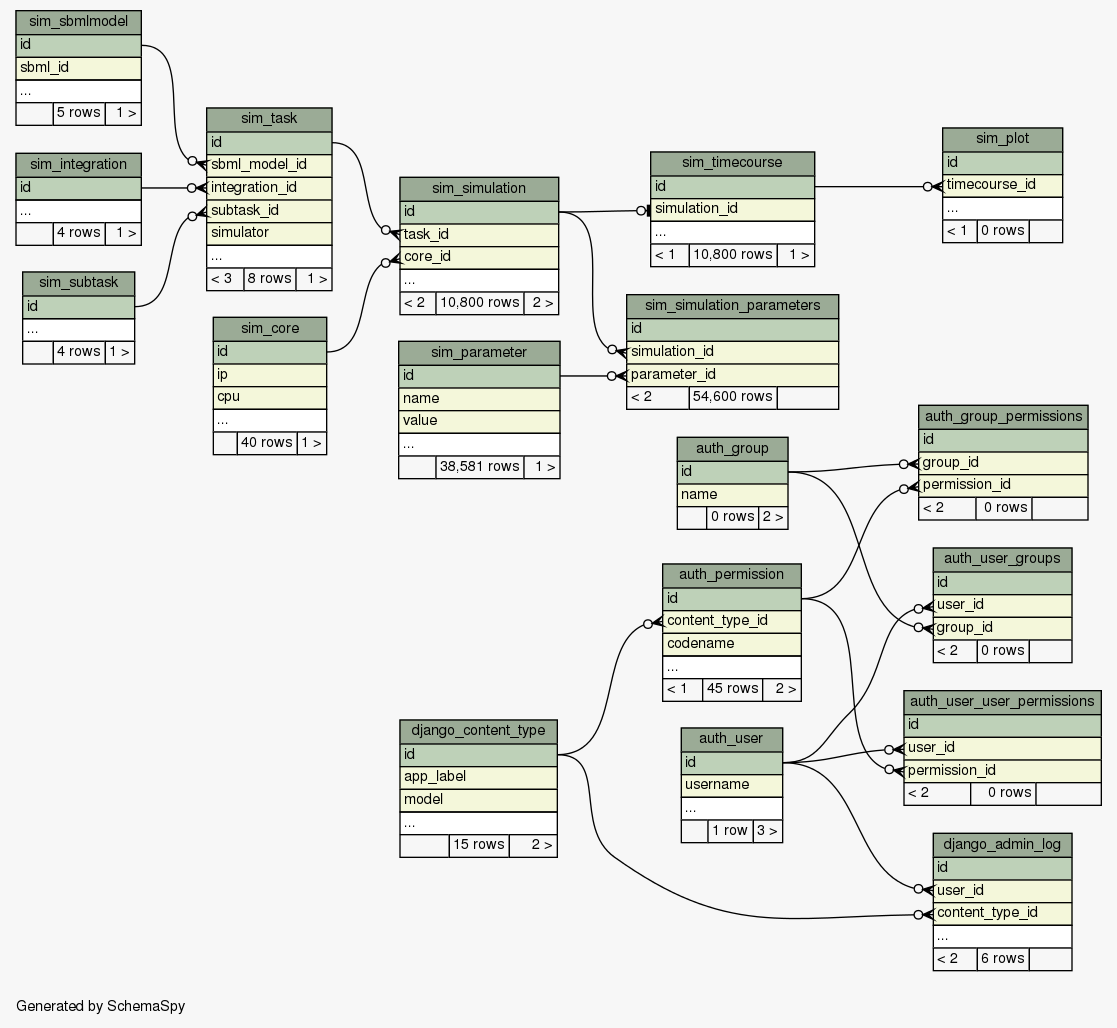 sim_sbmlmodel
id
sbml_id
...
5 rows 1 >
sim_integration
id
...
4 rows 1 >
sim_subtask
id
...
4 rows 1 >
sim_task
id
sbml_model_id
integration_id
subtask_id
simulator
...
< 3 8 rows 1 >
sim_core
id
ip
cpu
...
40 rows 1 >
sim_simulation
id
task_id
core_id
...
< 2 10,800 rows 2 >
sim_parameter
id
name
value
...
38,581 rows 1 >
sim_timecourse
id
simulation_id
...
< 1 10,800 rows 1 >
sim_plot
id
timecourse_id
...
< 1 0 rows
sim_simulation_parameters
id
simulation_id
parameter_id
< 2 54,600 rows
auth_group
id
name
0 rows 2 >
auth_group_permissions
id
group_id
permission_id
< 2 0 rows
auth_permission
id
content_type_id
codename
...
< 1 45 rows 2 >
auth_user_groups
id
user_id
group_id
< 2 0 rows
django_content_type
id
app_label
model
...
15 rows 2 >
auth_user
id
username
...
1 row 3 >
auth_user_user_permissions
id
user_id
permission_id
< 2 0 rows
django_admin_log
id
user_id
content_type_id
...
< 2 6 rows
Generated by SchemaSpy